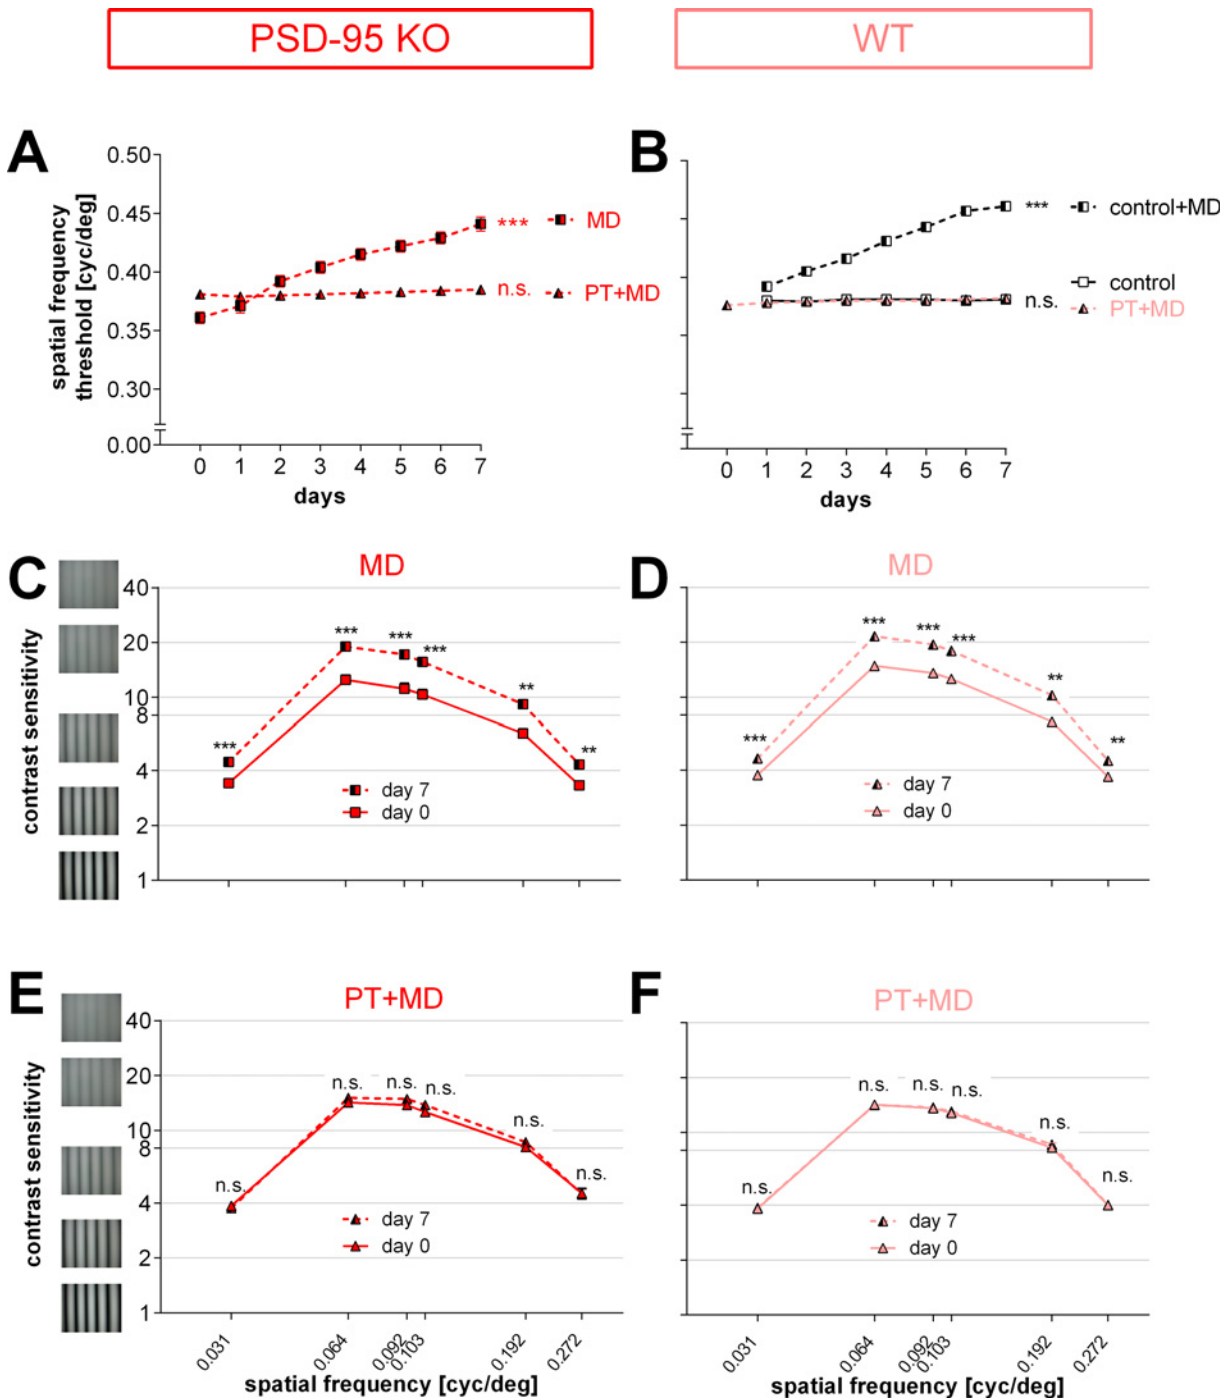 PSD-95 KO
WT
A
B
0.50
0.45
0.40
0.35
0.30
0.00
spatial frequency
threshold [cyc/deg]
***
MD
n.s.
PT+MD
0 1 2 3 4 5 6 7
days
***
control+MD
control
n.s.
PT+MD
0 1 2 3 4 5 6 7
days
C
MD
D
MD
contrast sensitivity
40
20
10
8
4
2
1
*** *** *** *** ** **
day 7
day 0
*** *** *** *** ** **
day 7
day 0
E
PT+MD
F
PT+MD
contrast sensitivity
40
20
10
8
4
2
1
n.s. n.s. n.s. n.s. n.s. n.s.
day 7
day 0
0.031 0.064 0.092 0.103 0.192 0.272
spatial frequency [cyc/deg]
n.s. n.s. n.s. n.s. n.s. n.s.
day 7
day 0
0.031 0.064 0.092 0.103 0.192 0.272
spatial frequency [cyc/deg]